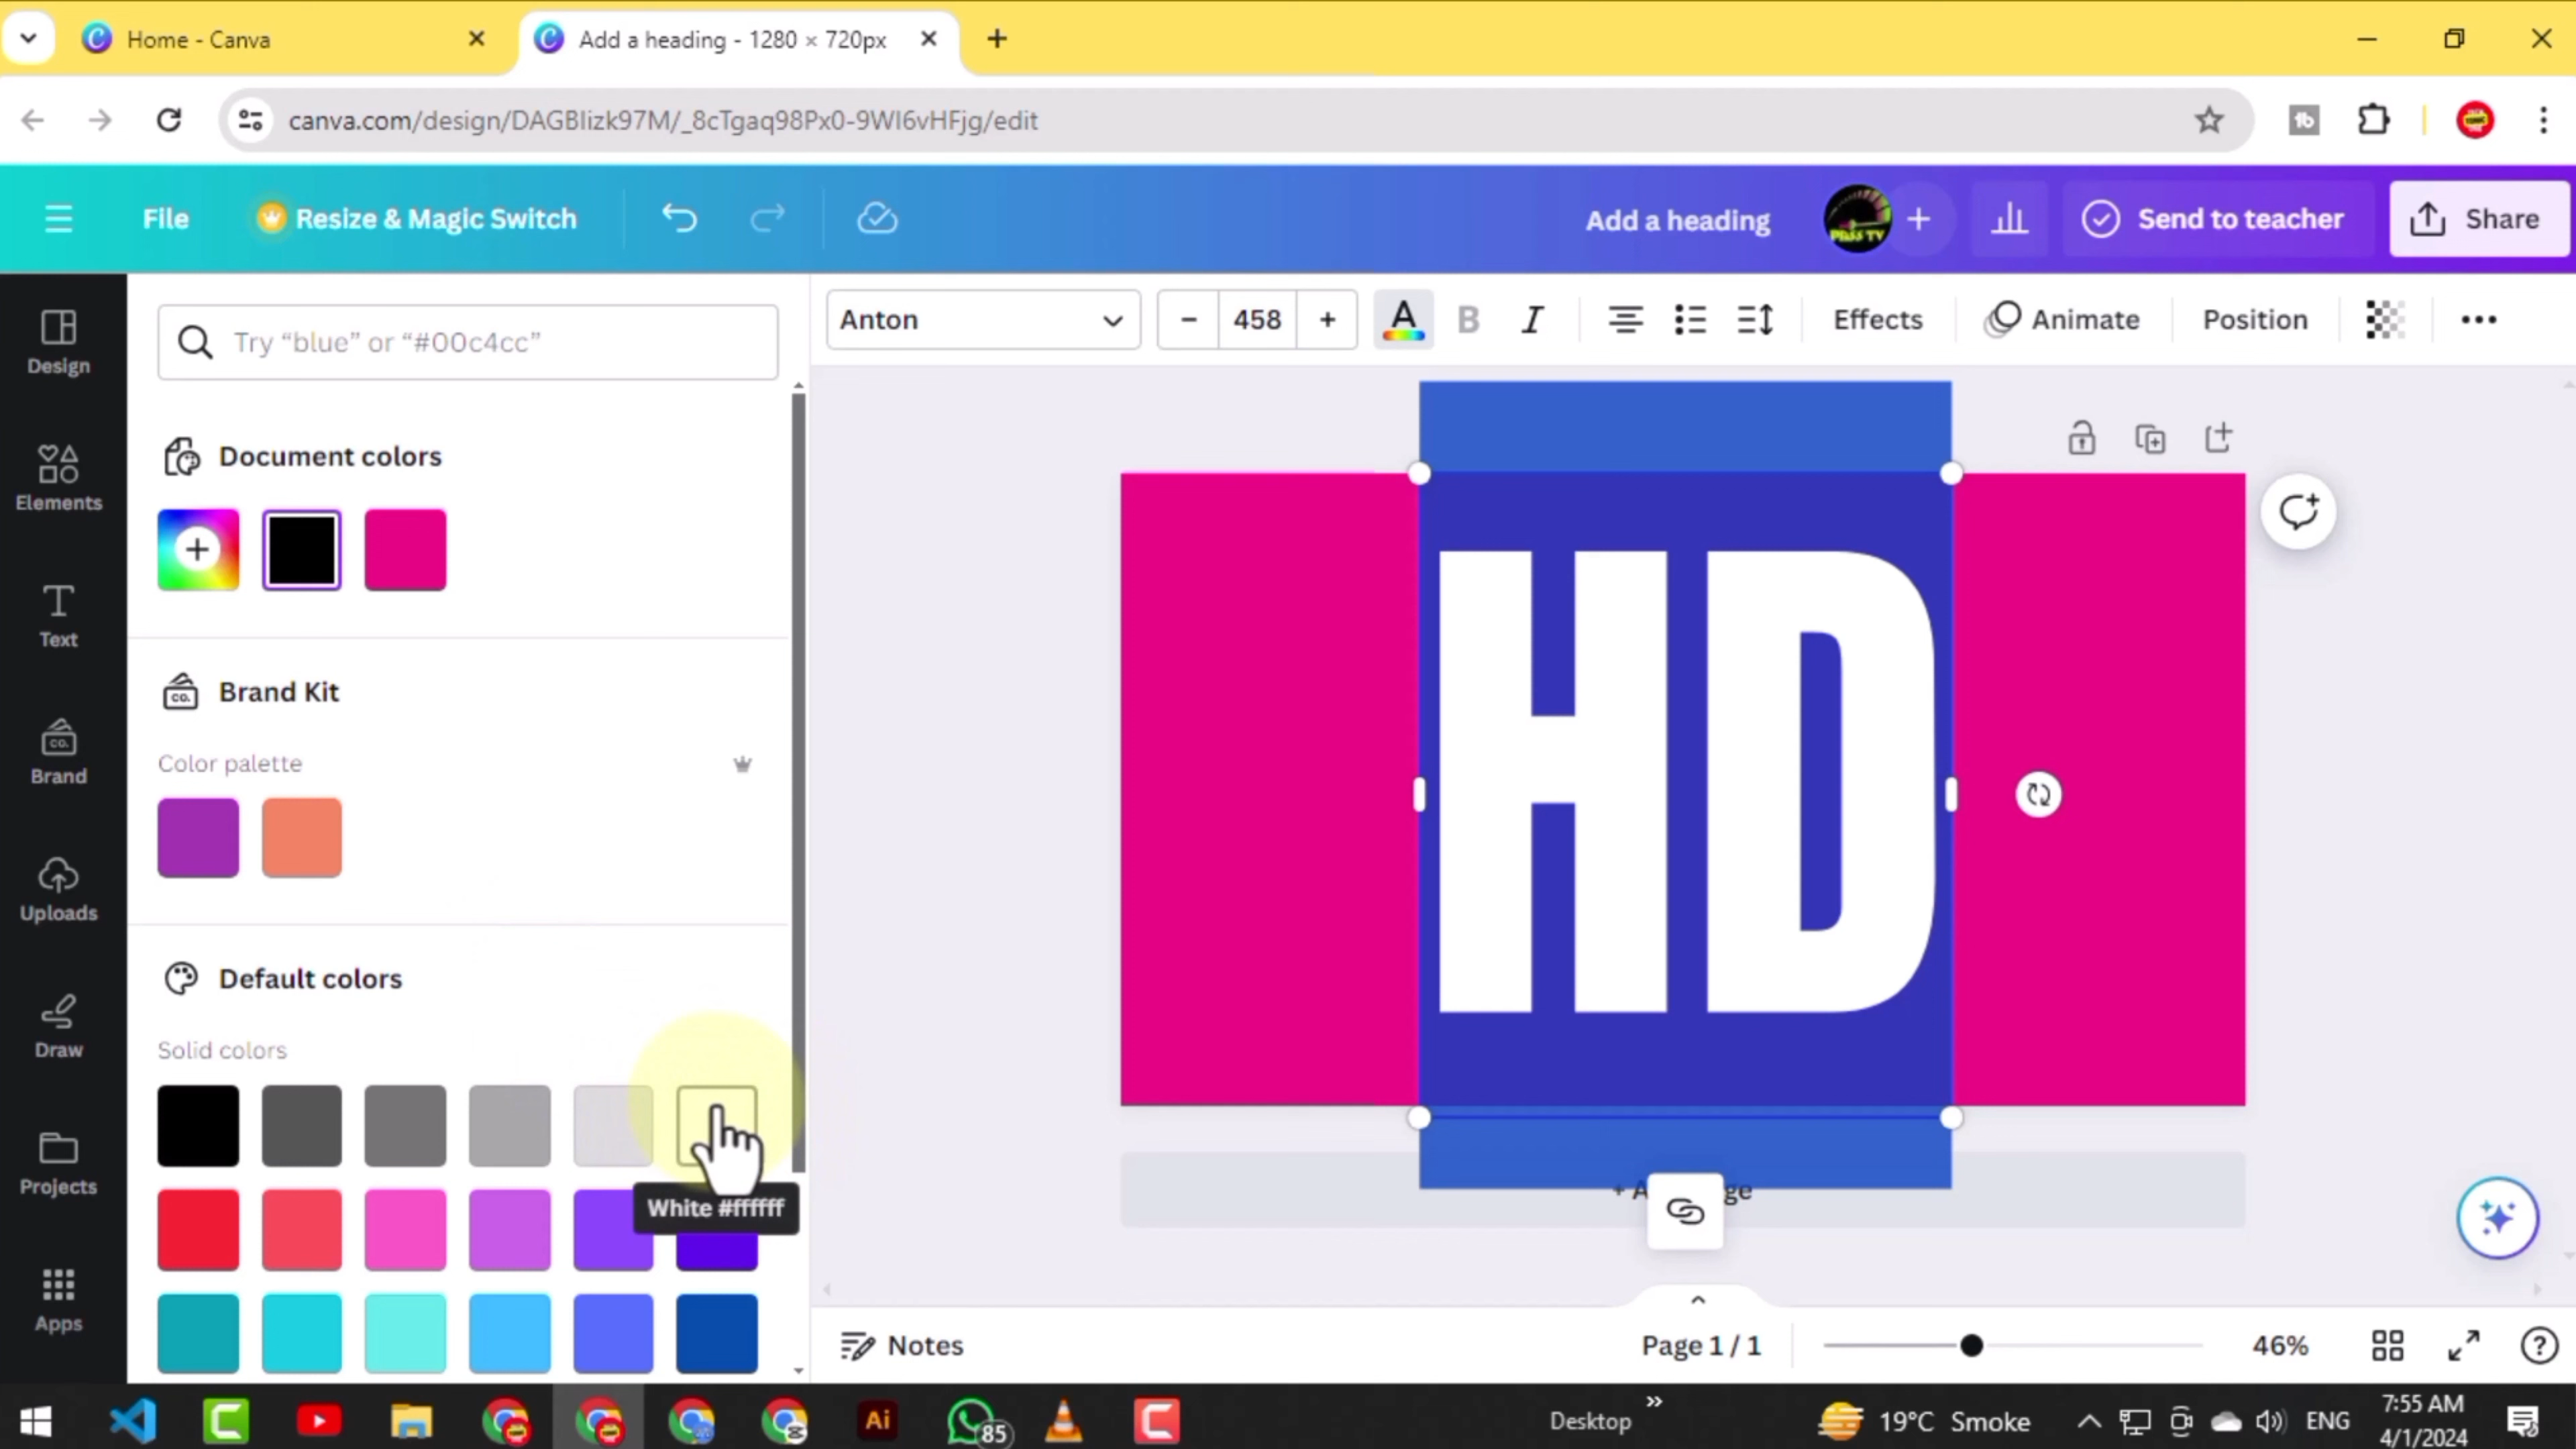 Home - Canva
Add a heading - 1280 × 720px
canva.com/design/DAGBlizk97M/_8cTgaq98Px0-9Wl6vHFjg/edit
File
Resize & Magic Switch
Add a heading
Send to teacher
Share
Design
Elements
Text
Brand
Uploads
Draw
Projects
Apps
Try “blue” or “#00c4cc”
Document colors
Brand Kit
Color palette
Default colors
Solid colors
White #ffffff
Anton
458
Effects
Animate
Position
HD
Notes
Page 1 / 1
46%
Ai
85
Desktop
19°C Smoke
ENG
7:55 AM
4/1/2024